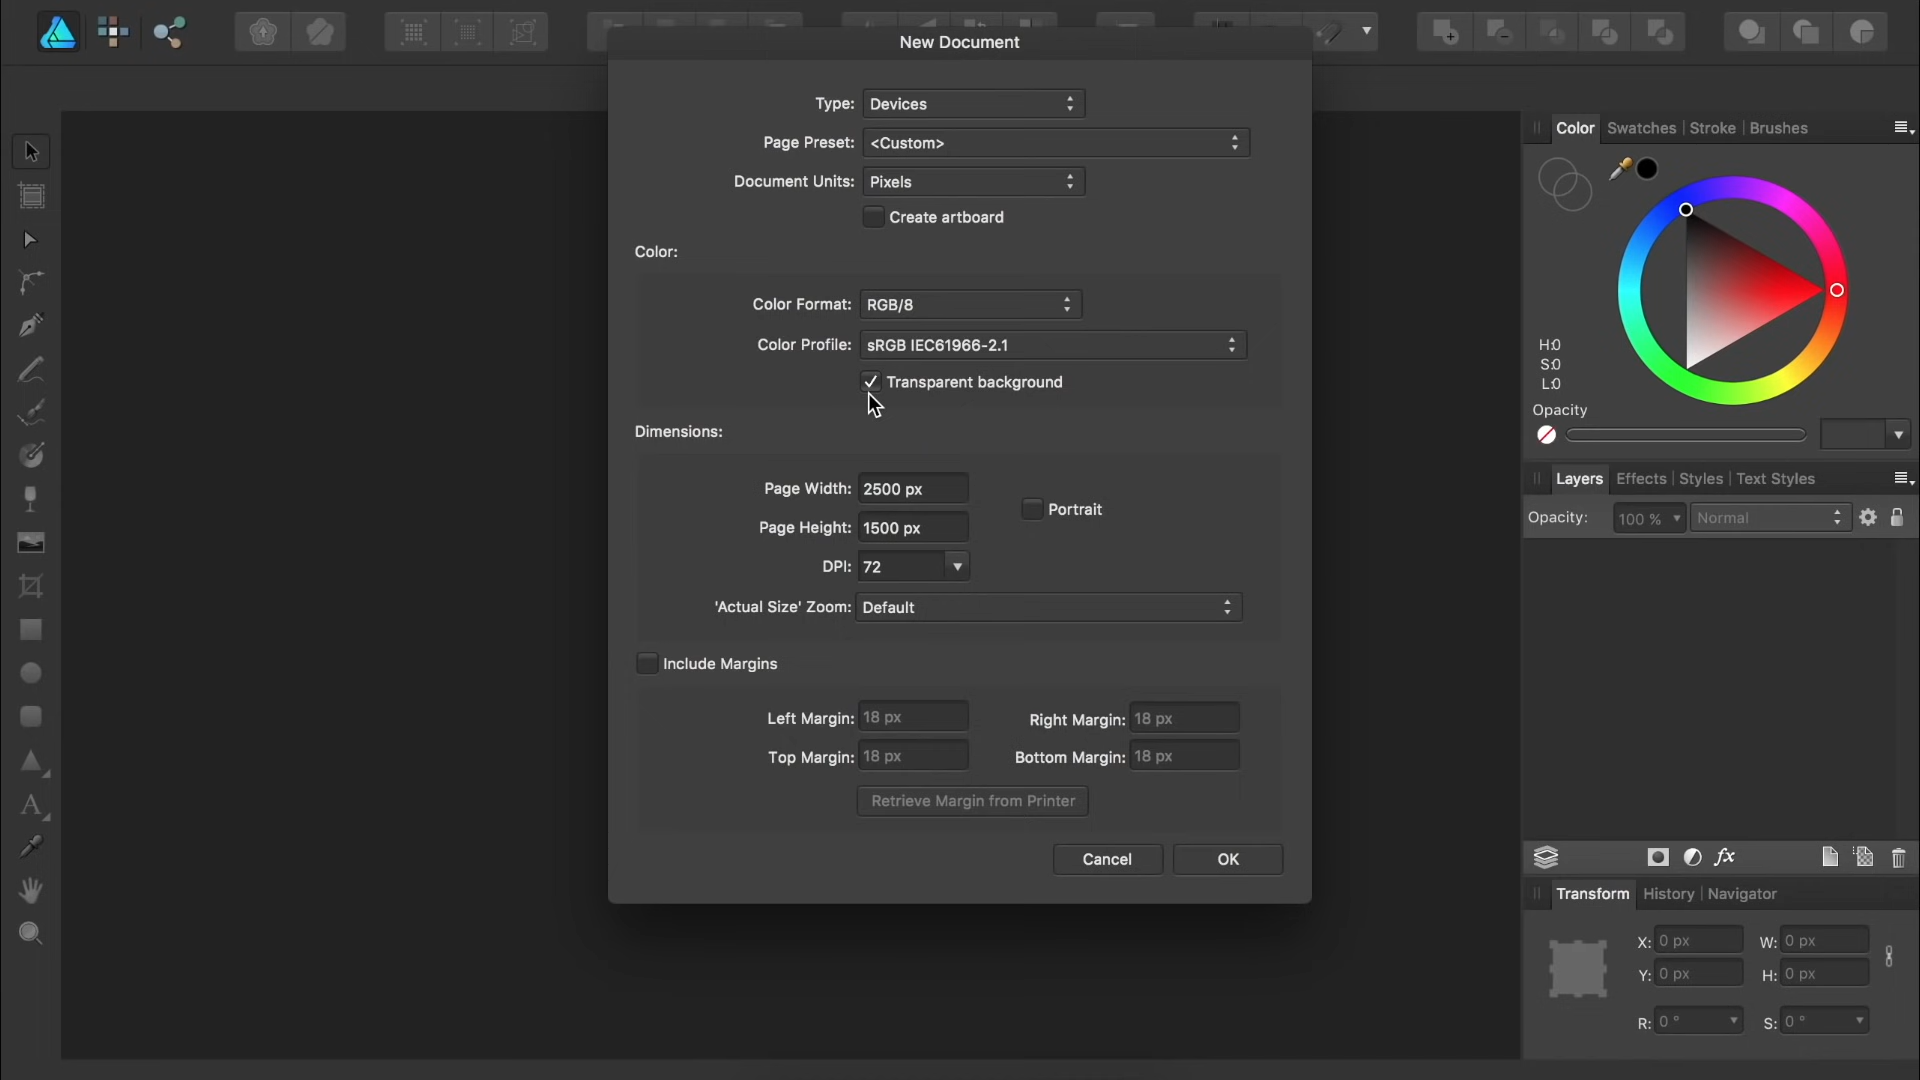 New Document
Type: Devices
Page Preset: <Custom>
Document Units: Pixels
Create artboard
Color:
Color Format: RGB/8
Color Profile: sRGB IEC61966-2.1
Transparent background
Dimensions:
Page Width: 2500 px
Portrait
Page Height: 1500 px
DPI: 72
'Actual Size' Zoom: Default
Include Margins
Left Margin: 18 px Right Margin: 18 px
Top Margin: 18 px Bottom Margin: 18 px
Retrieve Margin from Printer
Cancel OK
Color Swatches Stroke Brushes
H:0
S:0
L:0
Opacity
Layers Effects Styles Text Styles
Opacity: 100 % Normal
fx
Transform History Navigator
X: 0 px W: 0 px
Y: 0 px H: 0 px
R: 0 ° S: 0 °
A